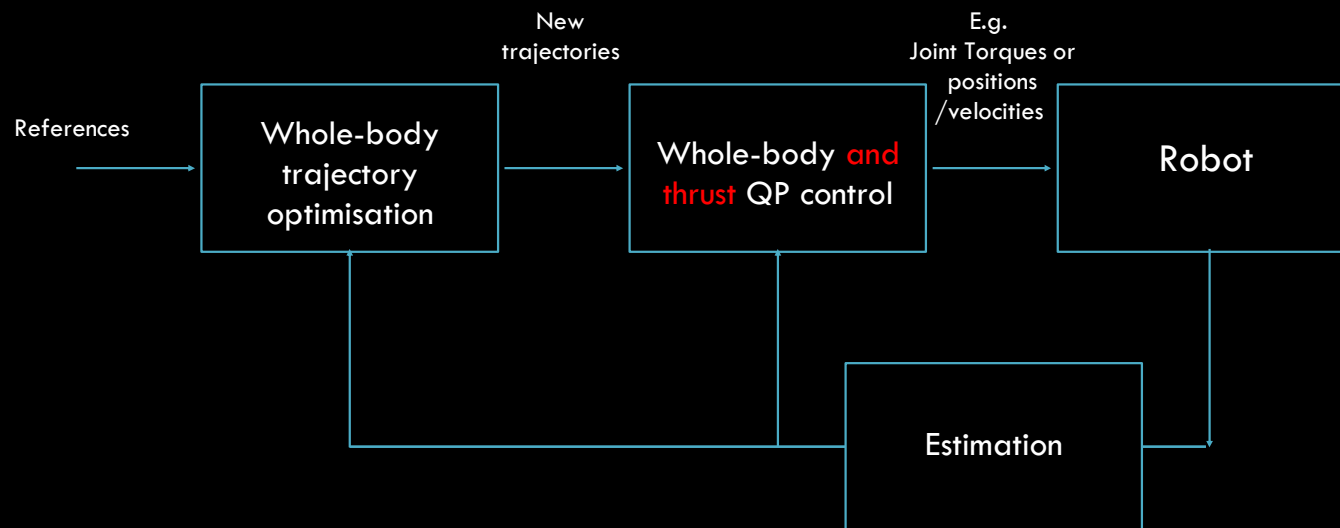 References
Whole-body
trajectory
optimisation
New
trajectories
Whole-body and
thrust QP control
E.g.
Joint Torques or
positions
/velocities
Robot
Estimation